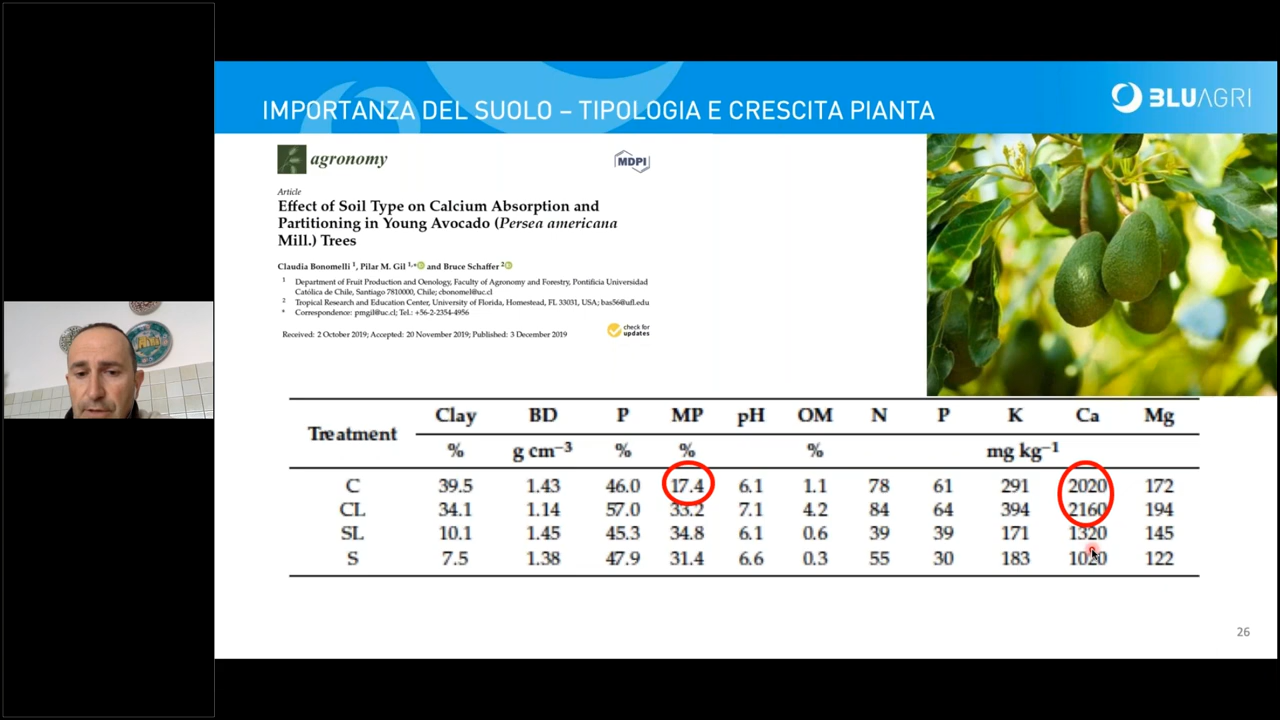 IMPORTANZA DEL SUOLO – TIPOLOGIA E CRESCITA PIANTA
BLUAGRI
agronomy
MDPI
Article
Effect of Soil Type on Calcium Absorption and
Partitioning in Young Avocado (Persea americana
Mill.) Trees
Claudia Bonomelli 1, Pilar M. Gil 1,* and Bruce Schaffer 2
1 Department of Fruit Production and Oenology, Faculty of Agronomy and Forestry, Pontificia Universidad
Católica de Chile, Santiago 7810000, Chile; cbonomel@uc.cl
2 Tropical Research and Education Center, University of Florida, Homestead, FL 33031, USA; bas56@ufl.edu
* Correspondence: pmgil@uc.cl; Tel.: +56-2-2354-4956
Received: 2 October 2019; Accepted: 20 November 2019; Published: 3 December 2019
check for
updates
Treatment Clay BD P MP pH OM N P K Ca Mg
% g cm−3 % % % mg kg−1
C 39.5 1.43 46.0 17.4 6.1 1.1 78 61 291 2020 172
CL 34.1 1.14 57.0 33.2 7.1 4.2 84 64 394 2160 194
SL 10.1 1.45 45.3 34.8 6.1 0.6 39 39 171 1320 145
S 7.5 1.38 47.9 31.4 6.6 0.3 55 30 183 1020 122
26